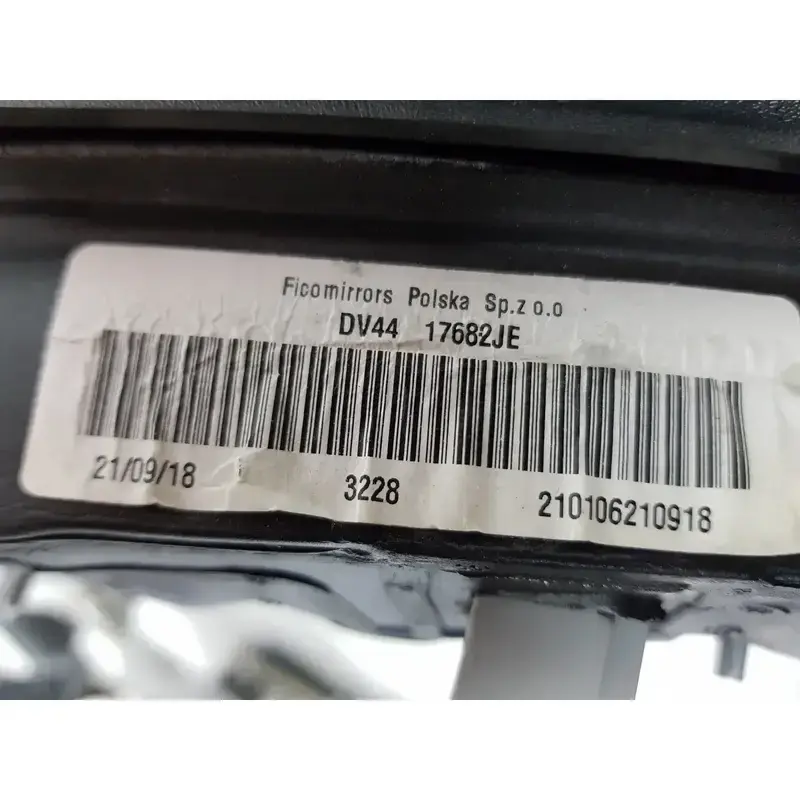 Ficomirrors Polska Sp.z o.o
DV44 17682JE
21/09/18 3228 210106210918